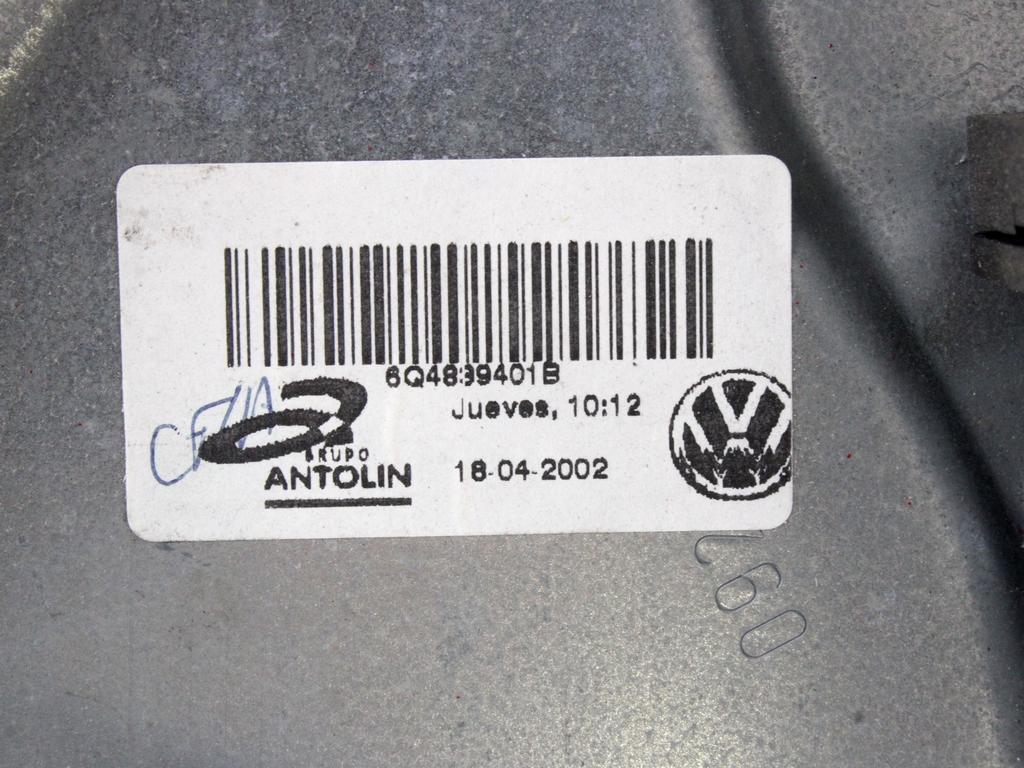 6Q4839401B
Jueves, 10:12
GRUPO
ANTOLIN
18-04-2002